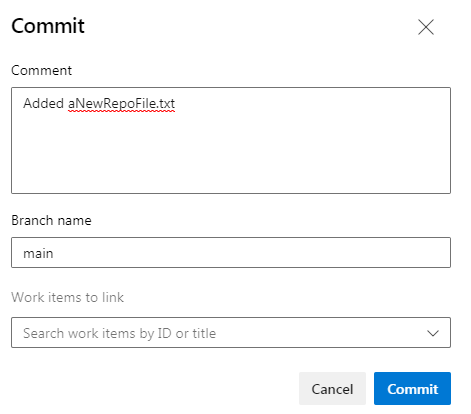 Commit
Comment
Added aNewRepoFile.txt
Branch name
main
Work items to link
Search work items by ID or title
Cancel
Commit